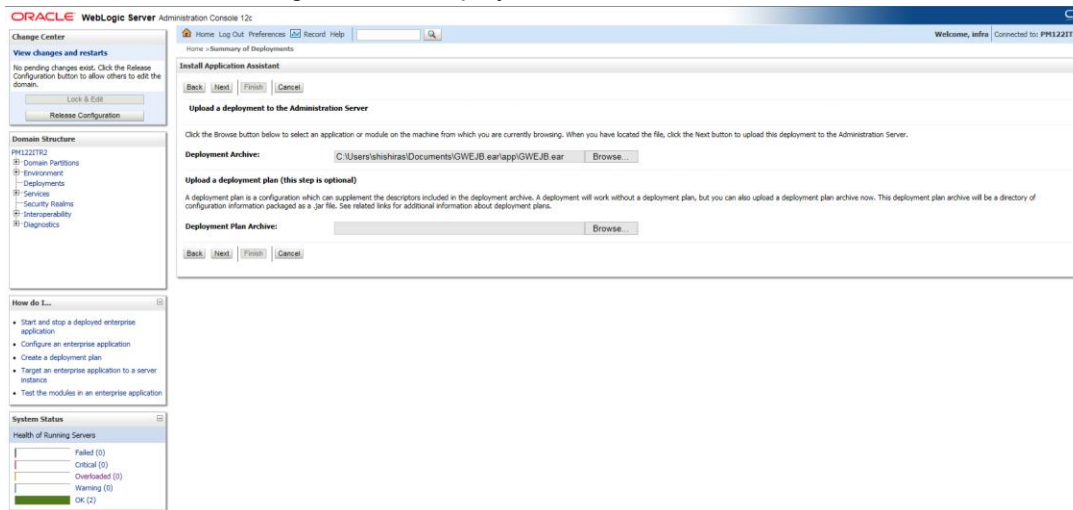 ORACLE WebLogic Server Administration Console 12c
Change Center
View changes and restarts
No pending changes exist. Click the Release
Configuration button to allow others to edit the
domain.
Lock & Edit
Release Configuration
Domain Structure
PM122ITR2
Domain Partitions
Environment
Deployments
Services
Security Realms
Interoperability
Diagnostics
How do I...
Start and stop a deployed enterprise
application
Configure an enterprise application
Create a deployment plan
Target an enterprise application to a server
instance
Test the modules in an enterprise application
System Status
Health of Running Servers
Failed (0)
Critical (0)
Overloaded (0)
Warning (0)
OK (2)
Home Log Out Preferences Record Help
Welcome, infra Connected to: PM122IT
Home >Summary of Deployments
Install Application Assistant
Back Next Finish Cancel
Upload a deployment to the Administration Server
Click the Browse button below to select an application or module on the machine from which you are currently browsing. When you have located the file, click the Next button to upload this deployment to the Administration Server.
Deployment Archive: C:\Users\shishiras\Documents\GWEJB.ear\app\GWEJB.ear Browse...
Upload a deployment plan (this step is optional)
A deployment plan is a configuration which can supplement the descriptors included in the deployment archive. A deployment will work without a deployment plan, but you can also upload a deployment plan archive now. This deployment plan archive will be a directory of
configuration information packaged as a .jar file. See related links for additional information about deployment plans.
Deployment Plan Archive: Browse...
Back Next Finish Cancel